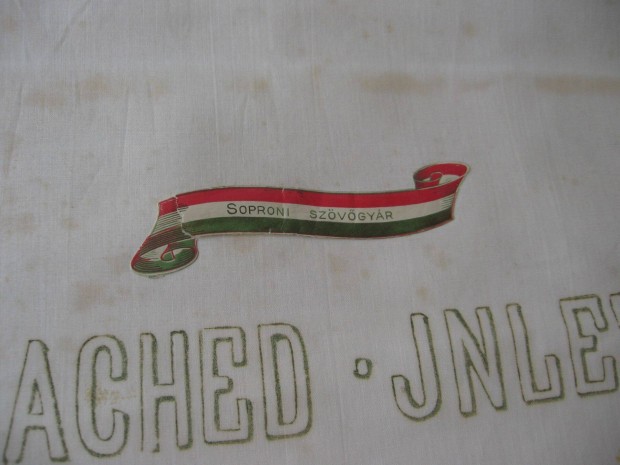 SOPRONI SZÖVŐGYÁR
ACHED · JNLE